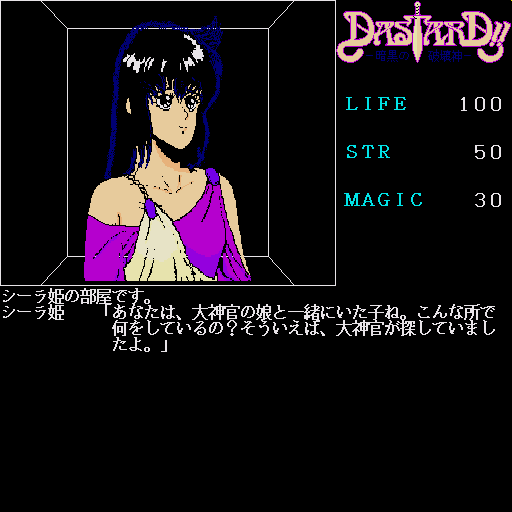 DASTARD!!
LIFE 100
STR 50
MAGIC 30
シーラ姫の部屋です。
シーラ姫 「あなたは、大神官の娘と一緒にいた子ね。こんな所で
何をしているの?そういえば、大神官が探していまし
たよ。」